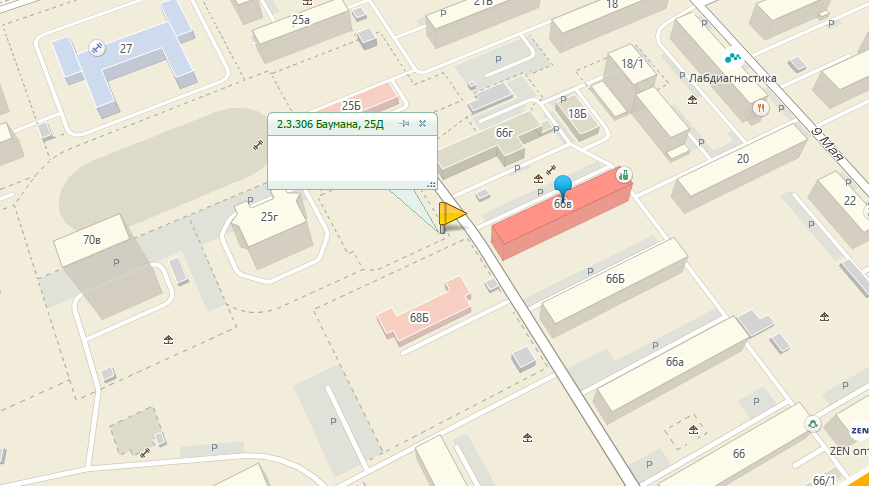 21В
18
25а
P
P
27
P
18/1
Лабдиагностика
25Б
P
18Б
2.3.306 Баумана, 25Д
66г
9 Мая
20
P
P
66в
22
25г
70в
P
P
66Б
68Б
P
66а
P
P
P
P
ZEN опт
66
P
66/1